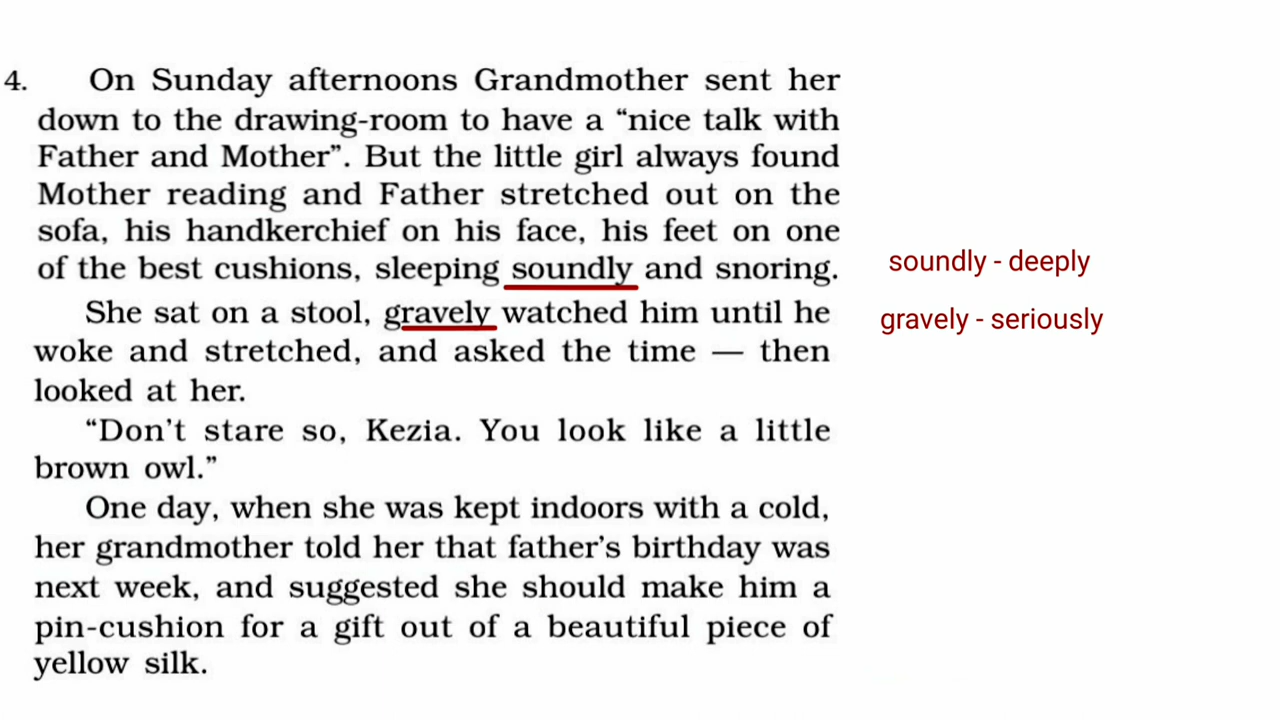 4. On Sunday afternoons Grandmother sent her
down to the drawing-room to have a “nice talk with
Father and Mother”. But the little girl always found
Mother reading and Father stretched out on the
sofa, his handkerchief on his face, his feet on one
of the best cushions, sleeping soundly and snoring.
She sat on a stool, gravely watched him until he
woke and stretched, and asked the time — then
looked at her.
“Don’t stare so, Kezia. You look like a little
brown owl.”
One day, when she was kept indoors with a cold,
her grandmother told her that father’s birthday was
next week, and suggested she should make him a
pin-cushion for a gift out of a beautiful piece of
yellow silk.
soundly - deeply
gravely - seriously